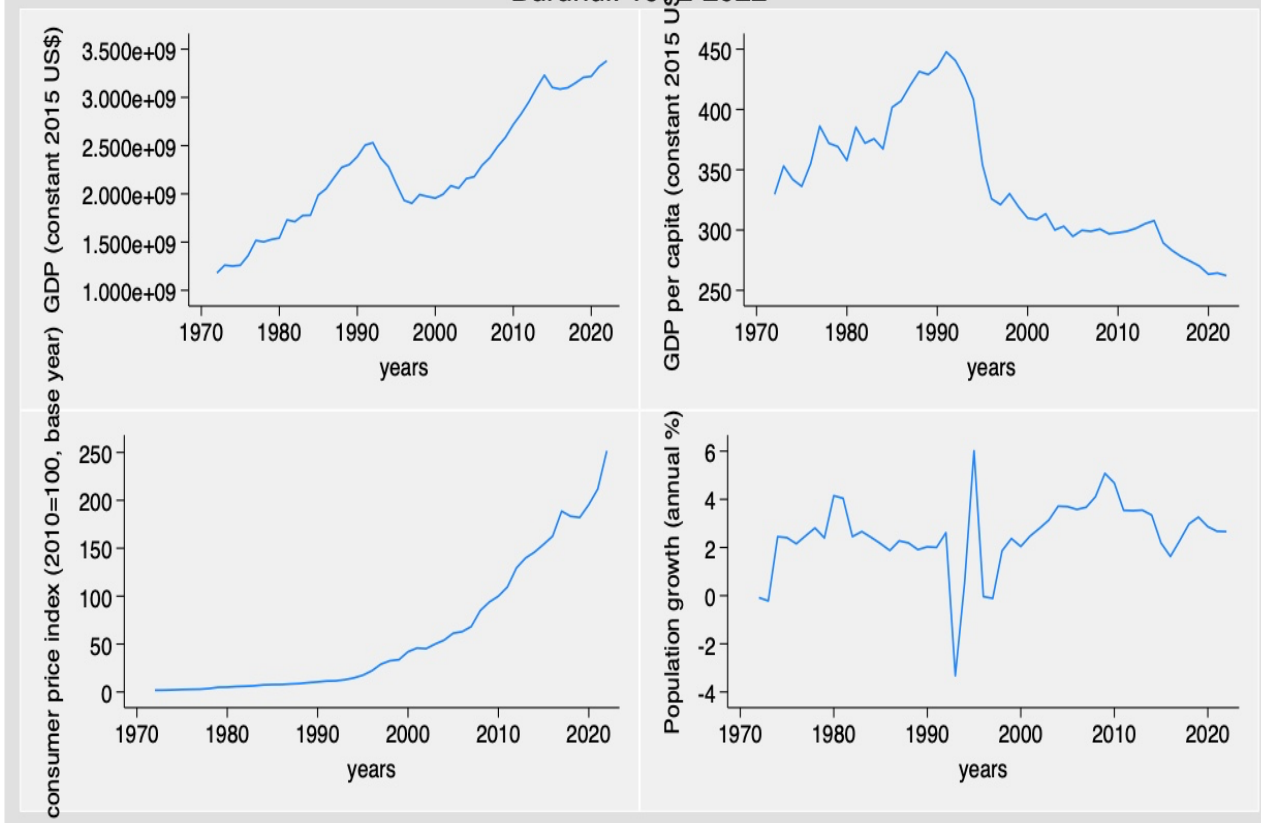 GDP (constant 2015 US$)
3.500e+09
3.000e+09
2.500e+09
2.000e+09
1.500e+09
1.000e+09
1970 1980 1990 2000 2010 2020
years
GDP per capita (constant 2015
450
400
350
300
250
1970 1980 1990 2000 2010 2020
years
consumer price index (2010=100, base year)
250
200
150
100
50
0
1970 1980 1990 2000 2010 2020
years
Population growth (annual %)
6
4
2
0
-2
-4
1970 1980 1990 2000 2010 2020
years